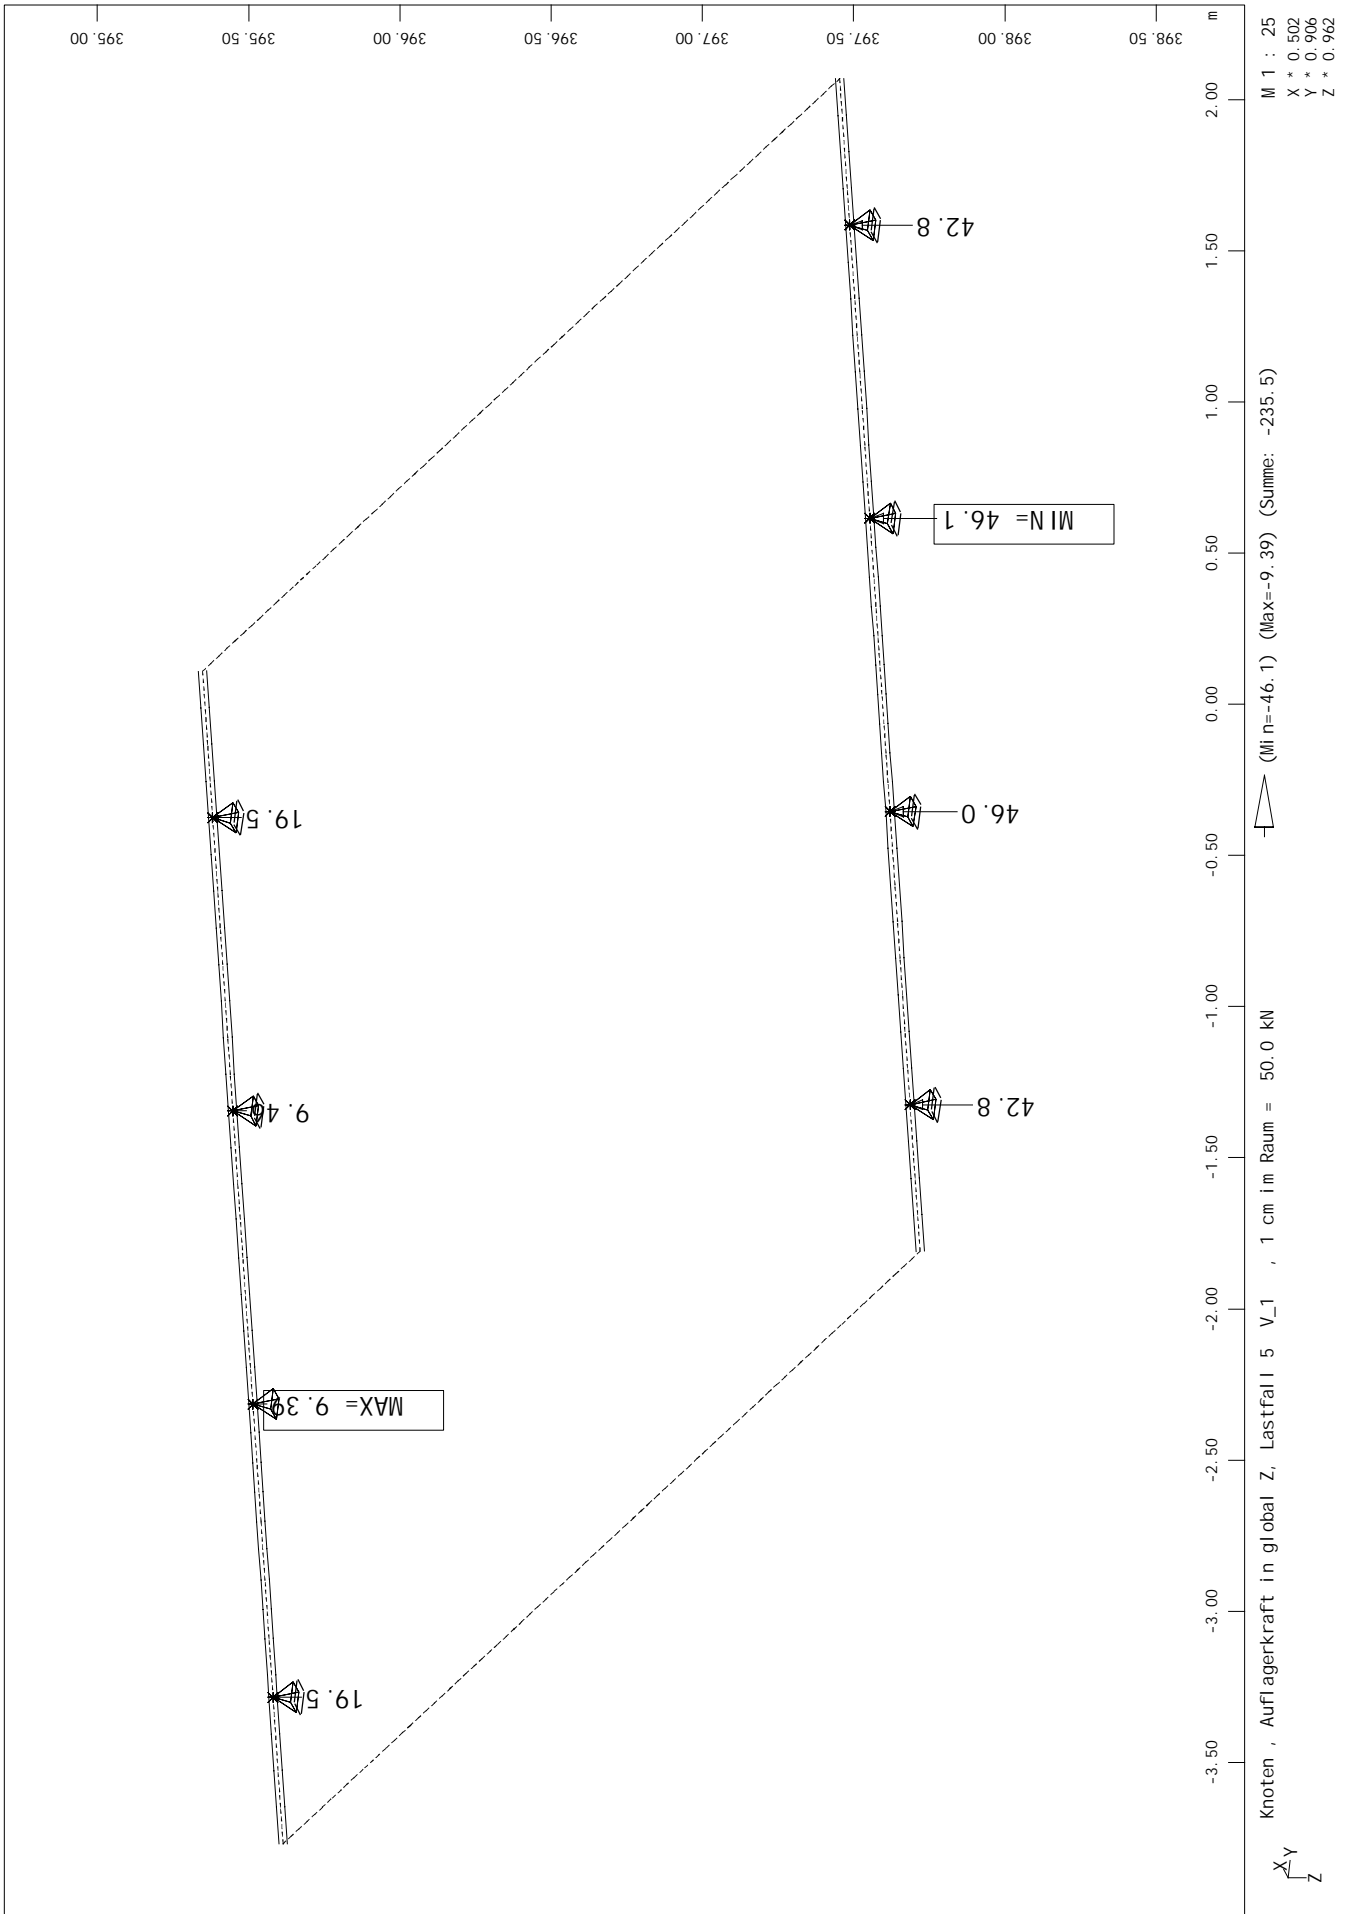 395.00
395.50
396.00
396.50
397.00
397.50
398.00
398.50
m
19.5
MAX= 9.39
9.40
19.5
42.8
46.0
MIN= 46.1
42.8
-3.50
-3.00
-2.50
-2.00
-1.50
-1.00
-0.50
0.00
0.50
1.00
1.50
2.00
Knoten , Auflagerkraft in global Z, Lastfall 5 V_1 , 1 cm im Raum = 50.0 kN (Min=-46.1) (Max=-9.39) (Summe: -235.5)
M 1 : 25
X * 0.502
Y * 0.906
Z * 0.962
X
Y
Z